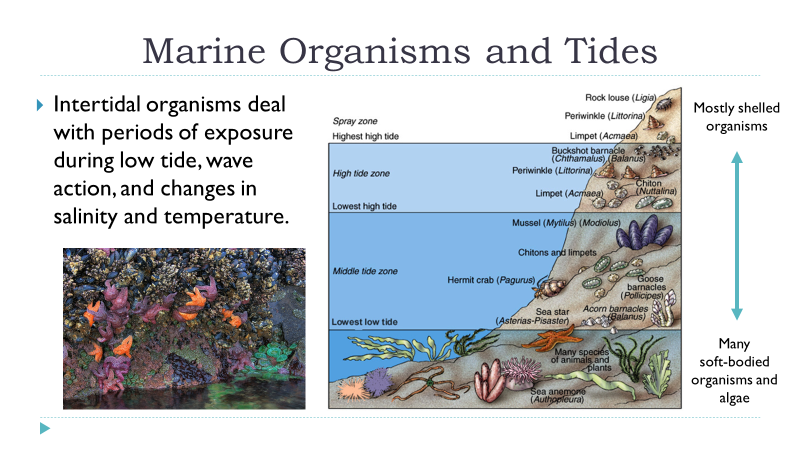 Marine Organisms and Tides
Intertidal organisms deal
with periods of exposure
during low tide, wave
action, and changes in
salinity and temperature.
Spray zone
Highest high tide
High tide zone
Lowest high tide
Middle tide zone
Lowest low tide
Rock louse (Ligia)
Periwinkle (Littorina)
Limpet (Acmaea)
Buckshot barnacle
(Chthamalus) (Balanus)
Periwinkle (Littorina)
Chiton
(Nuttalina)
Limpet (Acmaea)
Mussel (Mytilus) (Modiolus)
Chitons and limpets
Hermit crab (Pagurus)
Goose
barnacles
(Pollicipes)
Sea star
(Asterias-Pisaster)
Acorn barnacles
(Balanus)
Many species
of animals and
plants
Sea anemone
(Authopleura)
Mostly shelled
organisms
Many
soft-bodied
organisms and
algae